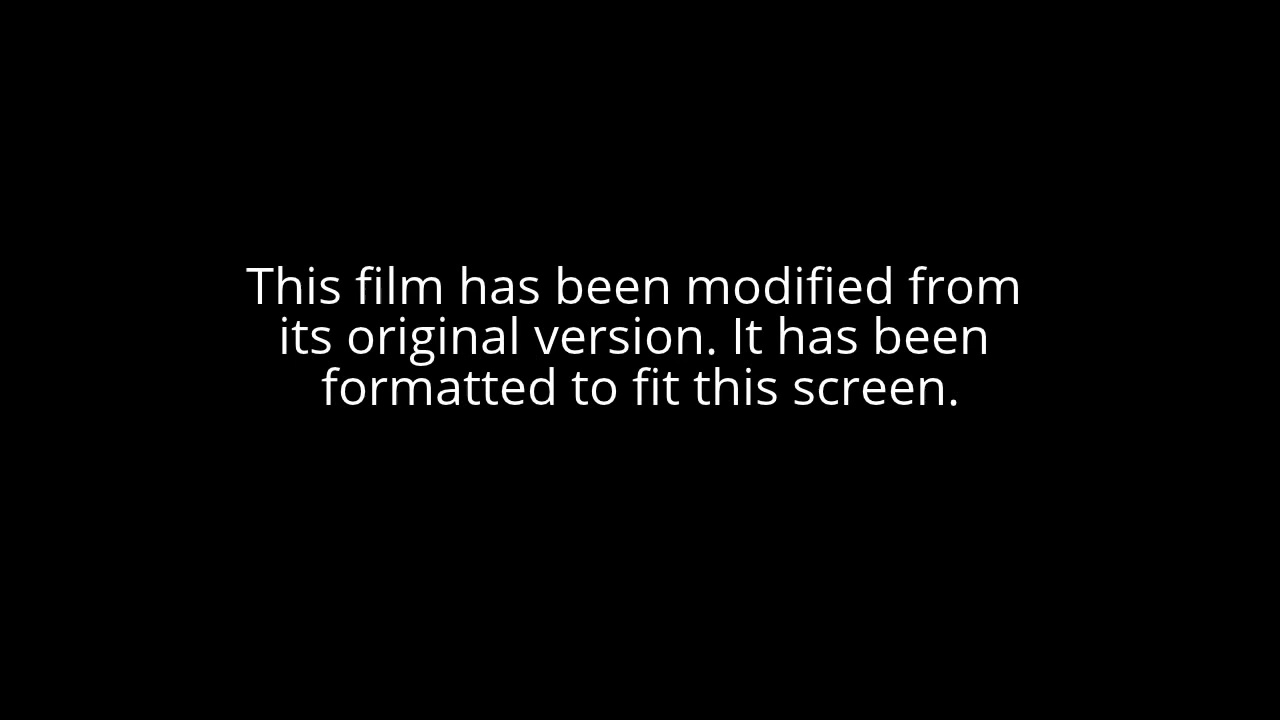 This film has been modified from
its original version. It has been
formatted to fit this screen.